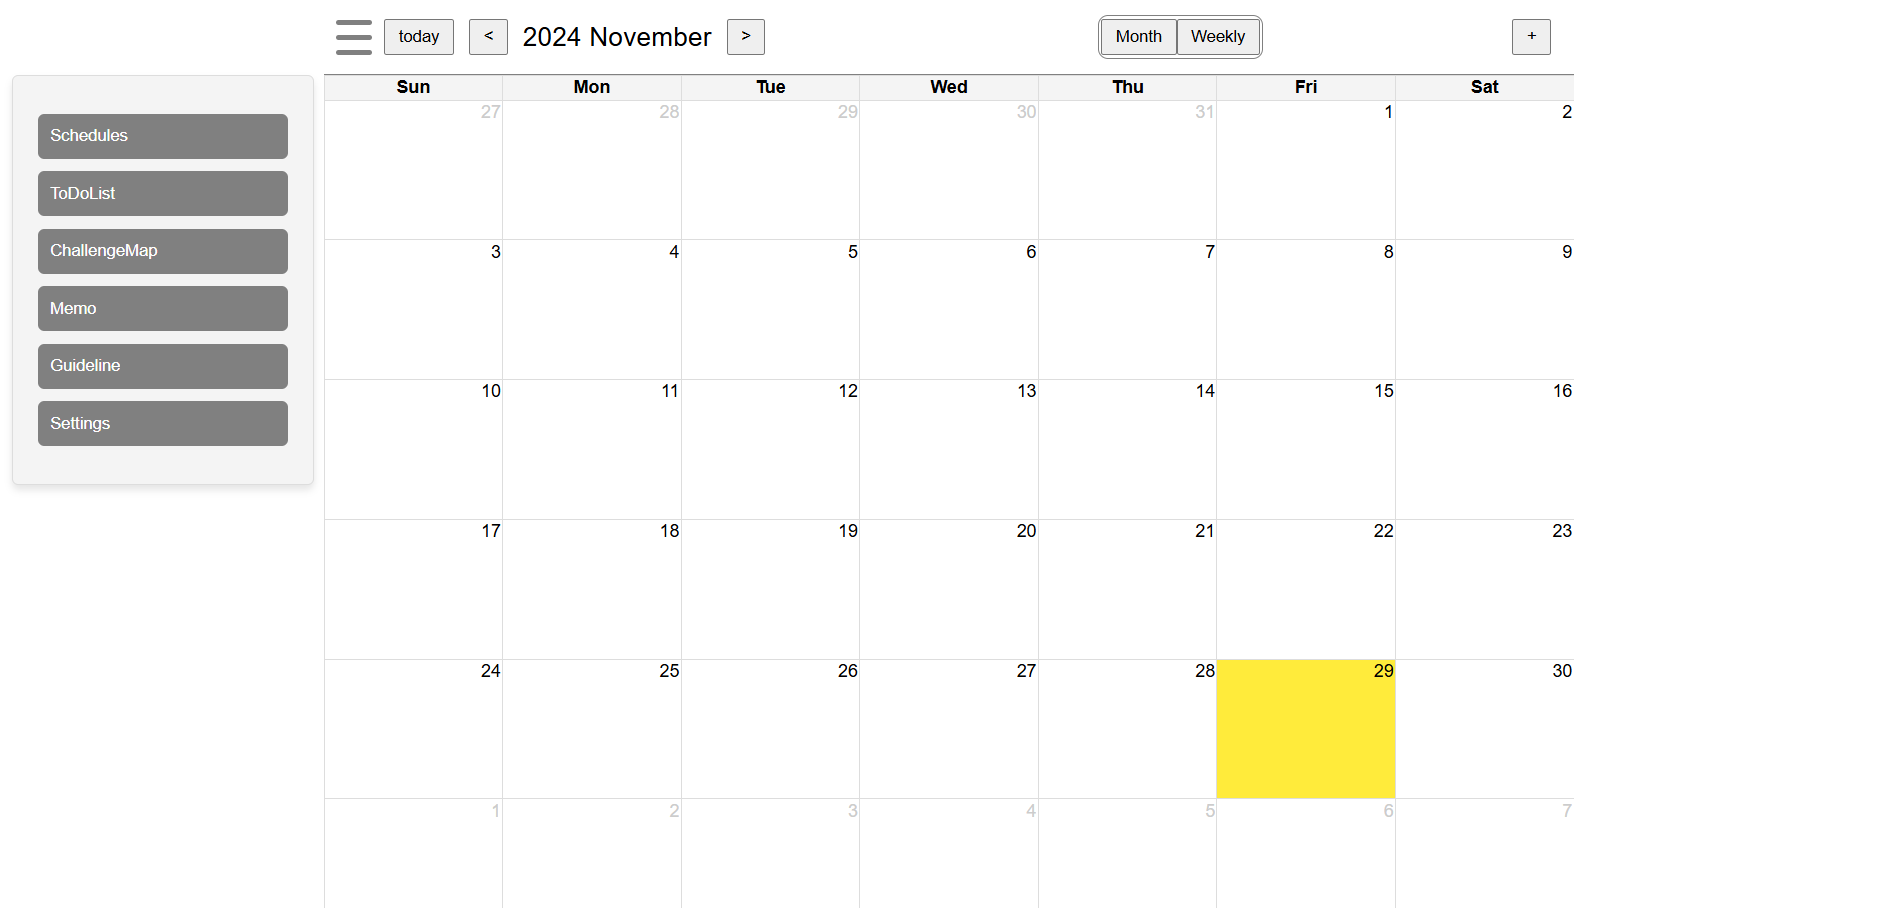 today < 2024 November > Month Weekly +
Schedules
ToDoList
ChallengeMap
Memo
Guideline
Settings
Sun Mon Tue Wed Thu Fri Sat
27 28 29 30 31 1 2
3 4 5 6 7 8 9
10 11 12 13 14 15 16
17 18 19 20 21 22 23
24 25 26 27 28 29 30
1 2 3 4 5 6 7